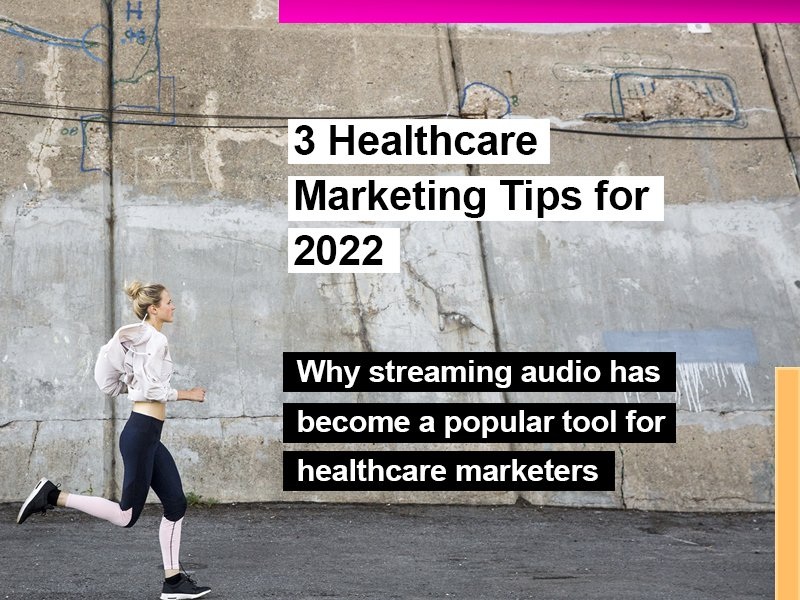 3 Healthcare
Marketing Tips for
2022
Why streaming audio has
become a popular tool for
healthcare marketers